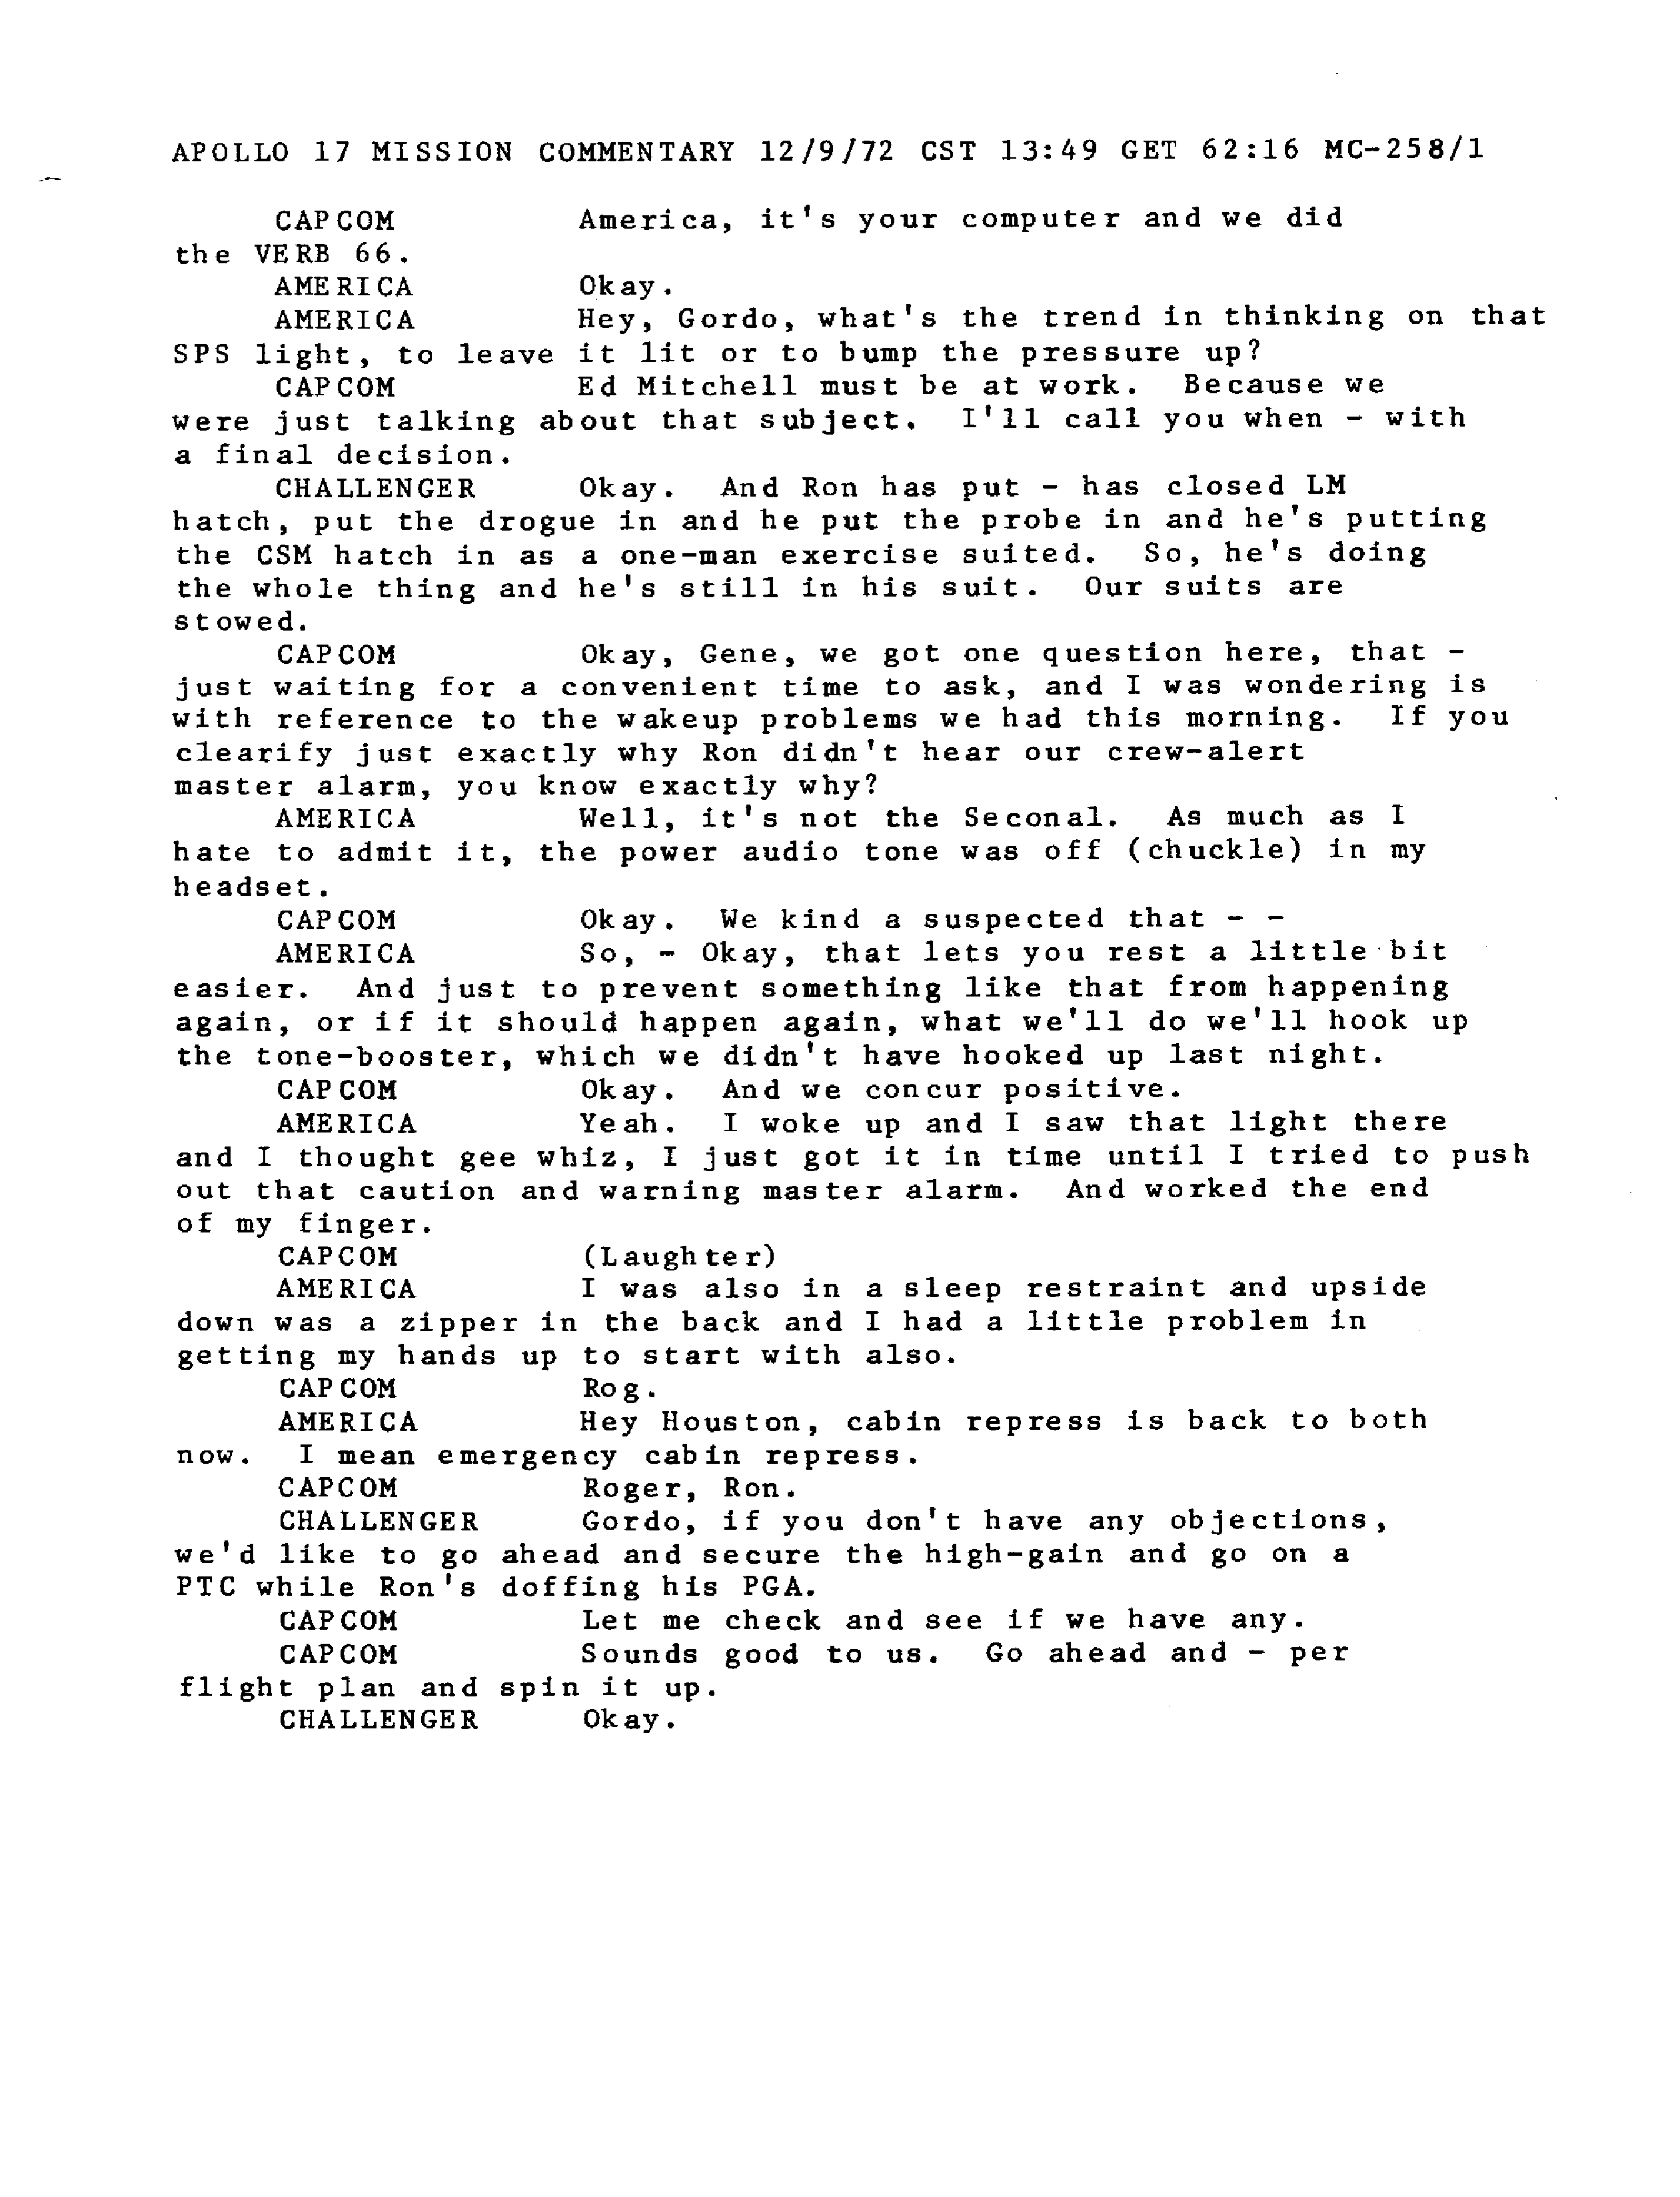 APOLLO 17 MISSION COMMENTARY 12/9/72 CST 13:49 GET 62:16 MC-258/1
CAPCOM America, it's your computer and we did
the VERB 66.
AMERICA Okay.
AMERICA Hey, Gordo, what's the trend in thinking on that
SPS light, to leave it lit or to bump the pressure up?
CAPCOM Ed Mitchell must be at work. Because we
were just talking about that subject. I'll call you when - with
a final decision.
CHALLENGER Okay. And Ron has put - has closed LM
hatch, put the drogue in and he put the probe in and he's putting
the CSM hatch in as a one-man exercise suited. So, he's doing
the whole thing and he's still in his suit. Our suits are
stowed.
CAPCOM Okay, Gene, we got one question here, that -
just waiting for a convenient time to ask, and I was wondering is
with reference to the wakeup problems we had this morning. If you
clearify just exactly why Ron didn't hear our crew-alert
master alarm, you know exactly why?
AMERICA Well, it's not the Seconal. As much as I
hate to admit it, the power audio tone was off (chuckle) in my
headset.
CAPCOM Okay. We kind a suspected that - -
AMERICA So, - Okay, that lets you rest a little bit
easier. And just to prevent something like that from happening
again, or if it should happen again, what we'll do we'll hook up
the tone-booster, which we didn't have hooked up last night.
CAPCOM Okay. And we concur positive.
AMERICA Yeah. I woke up and I saw that light there
and I thought gee whiz, I just got it in time until I tried to push
out that caution and warning master alarm. And worked the end
of my finger.
CAPCOM (Laughter)
AMERICA I was also in a sleep restraint and upside
down was a zipper in the back and I had a little problem in
getting my hands up to start with also.
CAPCOM Rog.
AMERICA Hey Houston, cabin repress is back to both
now. I mean emergency cabin repress.
CAPCOM Roger, Ron.
CHALLENGER Gordo, if you don't have any objections,
we'd like to go ahead and secure the high-gain and go on a
PTC while Ron's doffing his PGA.
CAPCOM Let me check and see if we have any.
CAPCOM Sounds good to us. Go ahead and - per
flight plan and spin it up.
CHALLENGER Okay.